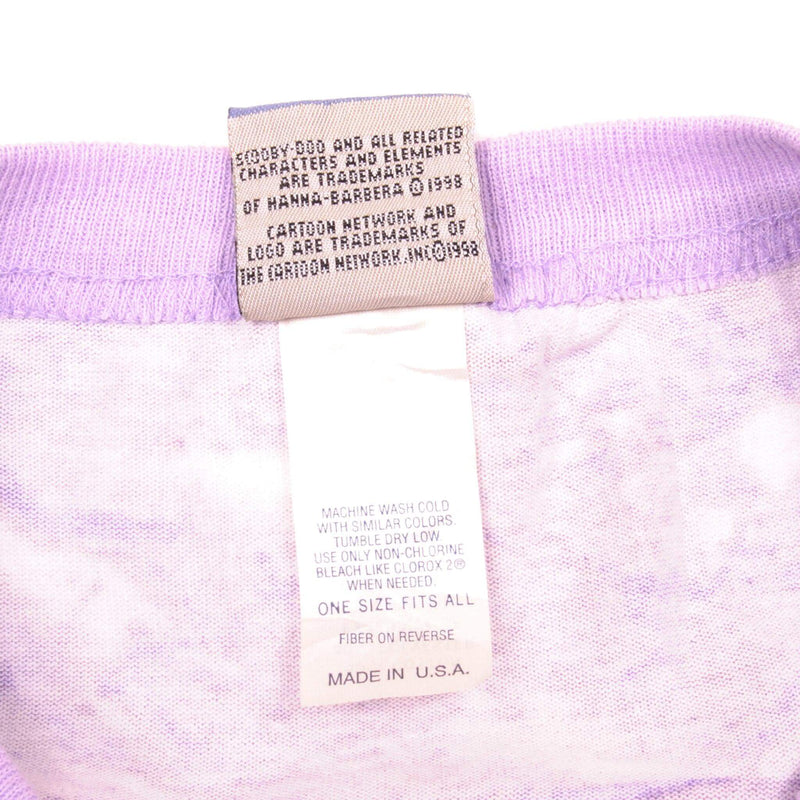 SCOOBY-DOO AND ALL RELATED
CHARACTERS AND ELEMENTS
ARE TRADEMARKS
OF HANNA-BARBERA ©1998
CARTOON NETWORK AND
LOGO ARE TRADEMARKS OF
THE CARTOON NETWORK,INC©1998
MACHINE WASH COLD
WITH SIMILAR COLORS.
TUMBLE DRY LOW.
USE ONLY NON-CHLORINE
BLEACH LIKE CLOROX 2®
WHEN NEEDED.
ONE SIZE FITS ALL
FIBER ON REVERSE
MADE IN U.S.A.